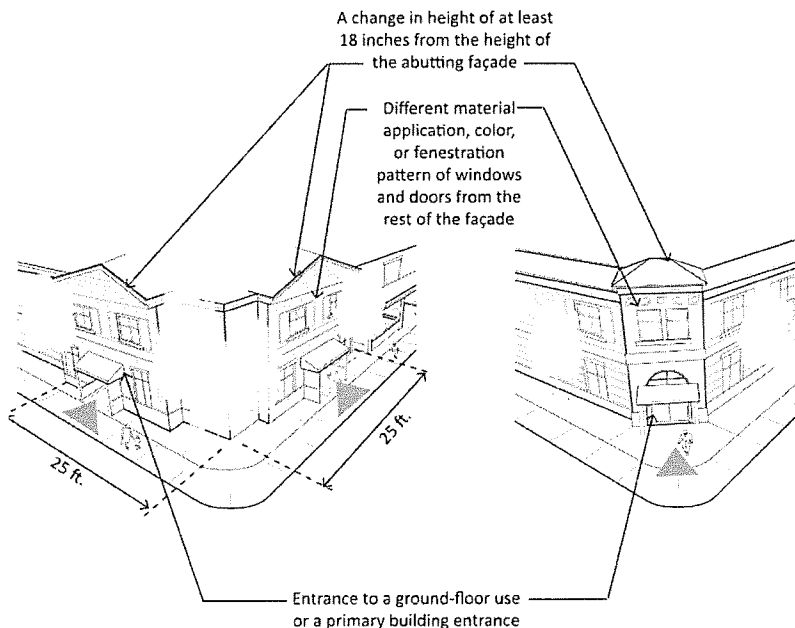 A change in height of at least
18 inches from the height of
the abutting façade
Different material
application, color,
or fenestration
pattern of windows
and doors from the
rest of the façade
25 ft.
25 ft.
Entrance to a ground-floor use
or a primary building entrance